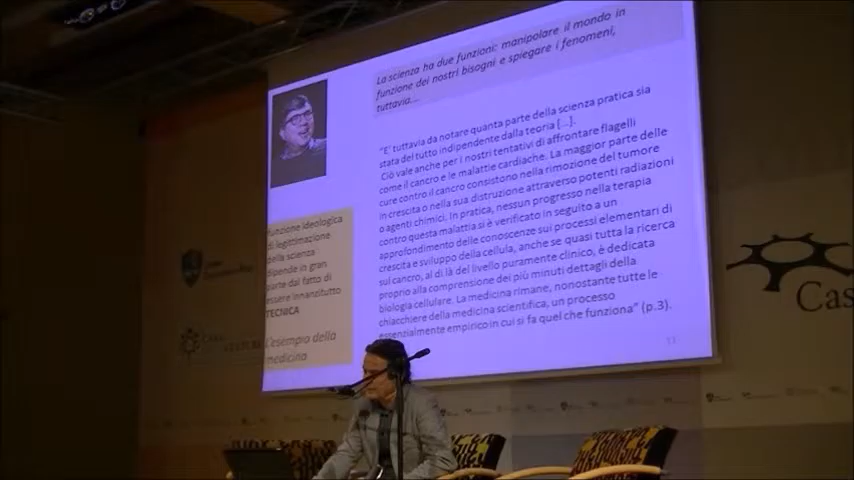 La scienza ha due funzioni: manipolare il mondo in
funzione dei nostri bisogni e spiegare i fenomeni,
tuttavia...
"E' tuttavia da notare quanta parte della scienza pratica sia
stata del tutto indipendente dalla teoria [...].
Ciò vale anche per i nostri tentativi di affrontare flagelli
come il cancro e le malattie cardiache. La maggior parte delle
cure contro il cancro consistono nella rimozione del tumore
in crescita o nella sua distruzione attraverso potenti radiazioni
o agenti chimici. In pratica, nessun progresso nella terapia
contro questa malattia si è verificato in seguito a un
approfondimento delle conoscenze sui processi elementari di
crescita e sviluppo della cellula, anche se quasi tutta la ricerca
sul cancro, al di là del livello puramente clinico, è dedicata
proprio alla comprensione dei più minuti dettagli della
biologia cellulare. La medicina rimane, nonostante tutte le
chiacchiere della medicina scientifica, un processo
essenzialmente empirico in cui si fa quel che funziona" (p.3).
funzione ideologica
di legittimazione
della scienza
dipende in gran
parte dal fatto di
essere innanzitutto
TECNICA
L'esempio della
medicina
Cas